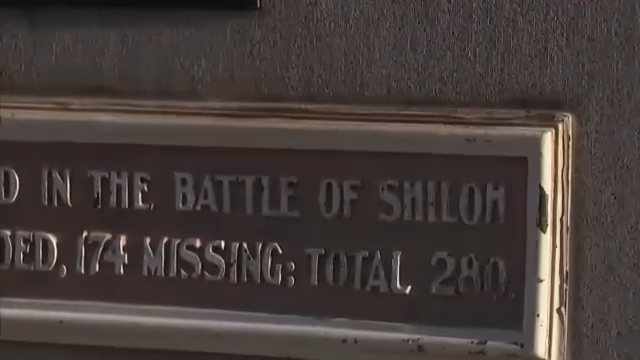 D IN THE BATTLE OF SHILOH
DED, 174 MISSING: TOTAL 280.